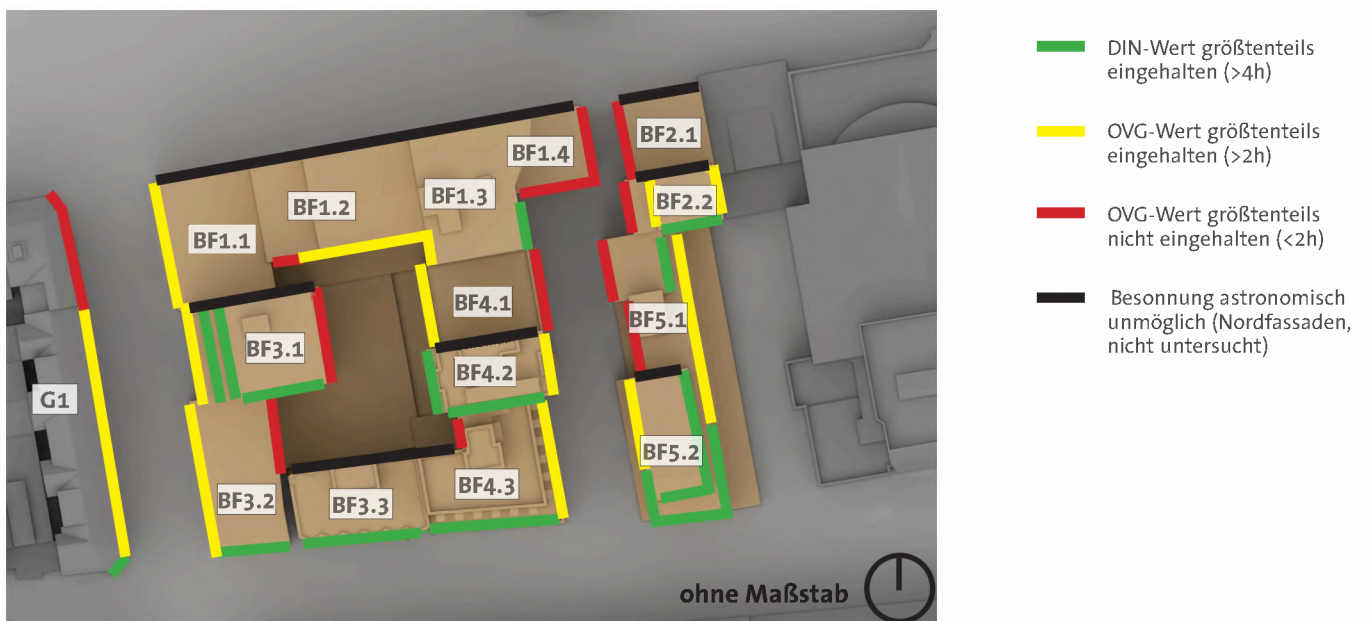 BF2.1
BF1.4
BF1.3
BF2.2
BF1.2
BF1.1
BF4.1
BF5.1
BF3.1
BF4.2
G1
BF5.2
BF4.3
BF3.2
BF3.3
ohne Maßstab
DIN-Wert größtenteils
eingehalten (>4h)
OVG-Wert größtenteils
eingehalten (>2h)
OVG-Wert größtenteils
nicht eingehalten (<2h)
Besonnung astronomisch
unmöglich (Nordfassaden,
nicht untersucht)